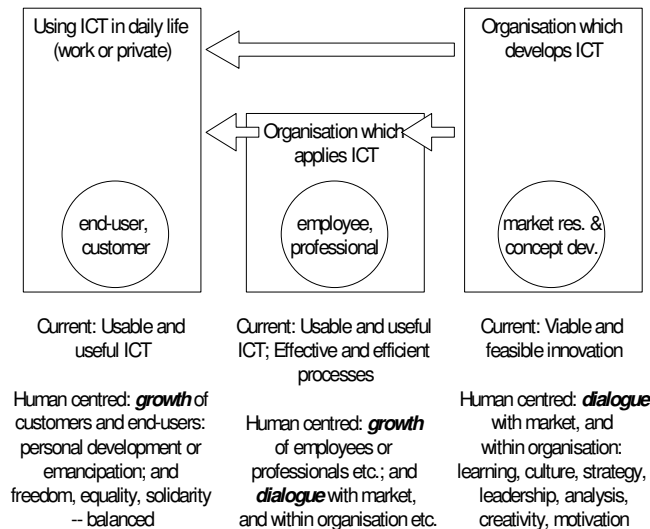 Using ICT in daily life
(work or private)
Organisation which
develops ICT
Organisation which
applies ICT
end-user,
customer
employee,
professional
market res. &
concept dev.
Current: Usable and
useful ICT
Human centred: growth of
customers and end-users:
personal development or
emancipation; and
freedom, equality, solidarity
-- balanced
Current: Usable and useful
ICT; Effective and efficient
processes
Human centred: growth
of employees or
professionals etc.; and
dialogue with market,
and within organisation etc.
Current: Viable and
feasible innovation
Human centred: dialogue
with market, and
within organisation:
learning, culture, strategy,
leadership, analysis,
creativity, motivation